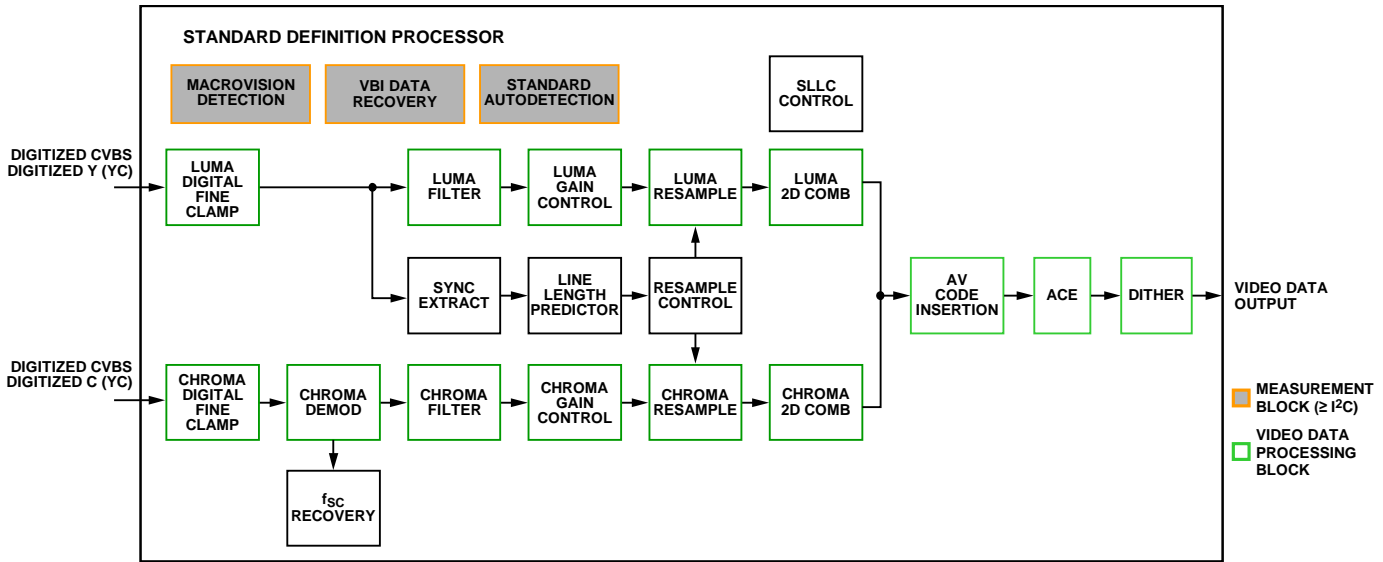 STANDARD DEFINITION PROCESSOR
MACROVISION
DETECTION
VBI DATA
RECOVERY
STANDARD
AUTODETECTION
SLLC
CONTROL
DIGITIZED CVBS
DIGITIZED Y (YC)
LUMA
DIGITAL
FINE
CLAMP
LUMA
FILTER
LUMA
GAIN
CONTROL
LUMA
RESAMPLE
LUMA
2D COMB
SYNC
EXTRACT
LINE
LENGTH
PREDICTOR
RESAMPLE
CONTROL
AV
CODE
INSERTION
ACE
DITHER
VIDEO DATA
OUTPUT
DIGITIZED CVBS
DIGITIZED C (YC)
CHROMA
DIGITAL
FINE
CLAMP
CHROMA
DEMOD
CHROMA
FILTER
CHROMA
GAIN
CONTROL
CHROMA
RESAMPLE
CHROMA
2D COMB
fSC
RECOVERY
MEASUREMENT
BLOCK (≥ I2C)
VIDEO DATA
PROCESSING
BLOCK